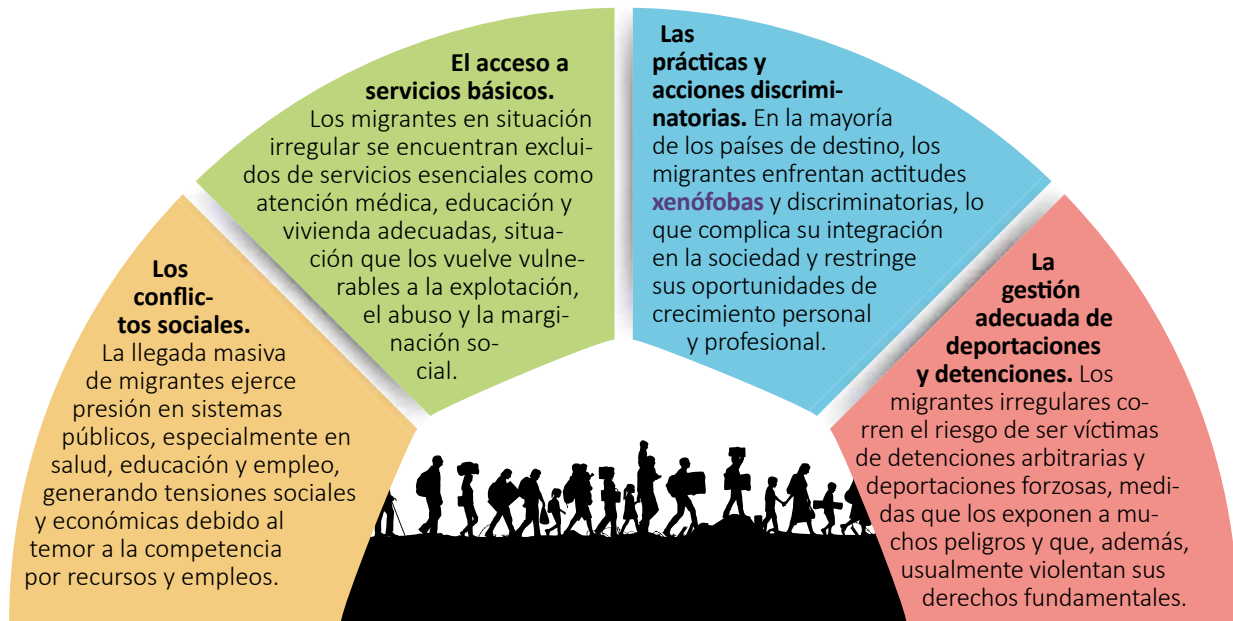 Los
conflic-
tos sociales.
La llegada masiva
de migrantes ejerce
presión en sistemas
públicos, especialmente en
salud, educación y empleo,
generando tensiones sociales
y económicas debido al
temor a la competencia
por recursos y empleos.
El acceso a
servicios básicos.
Los migrantes en situación
irregular se encuentran exclui-
dos de servicios esenciales como
atención médica, educación y
vivienda adecuadas, situa-
ción que los vuelve vulne-
rables a la explotación,
el abuso y la margi-
nación so-
cial.
Las
prácticas y
acciones discrimi-
natorias. En la mayoría
de los países de destino, los
migrantes enfrentan actitudes
xenófobas y discriminatorias, lo
que complica su integración
en la sociedad y restringe
sus oportunidades de
crecimiento personal
y profesional.
La
gestión
adecuada de
deportaciones
y detenciones. Los
migrantes irregulares co-
rren el riesgo de ser víctimas
de detenciones arbitrarias y
deportaciones forzosas, medi-
das que los exponen a mu-
chos peligros y que, además,
usualmente violentan sus
derechos fundamentales.